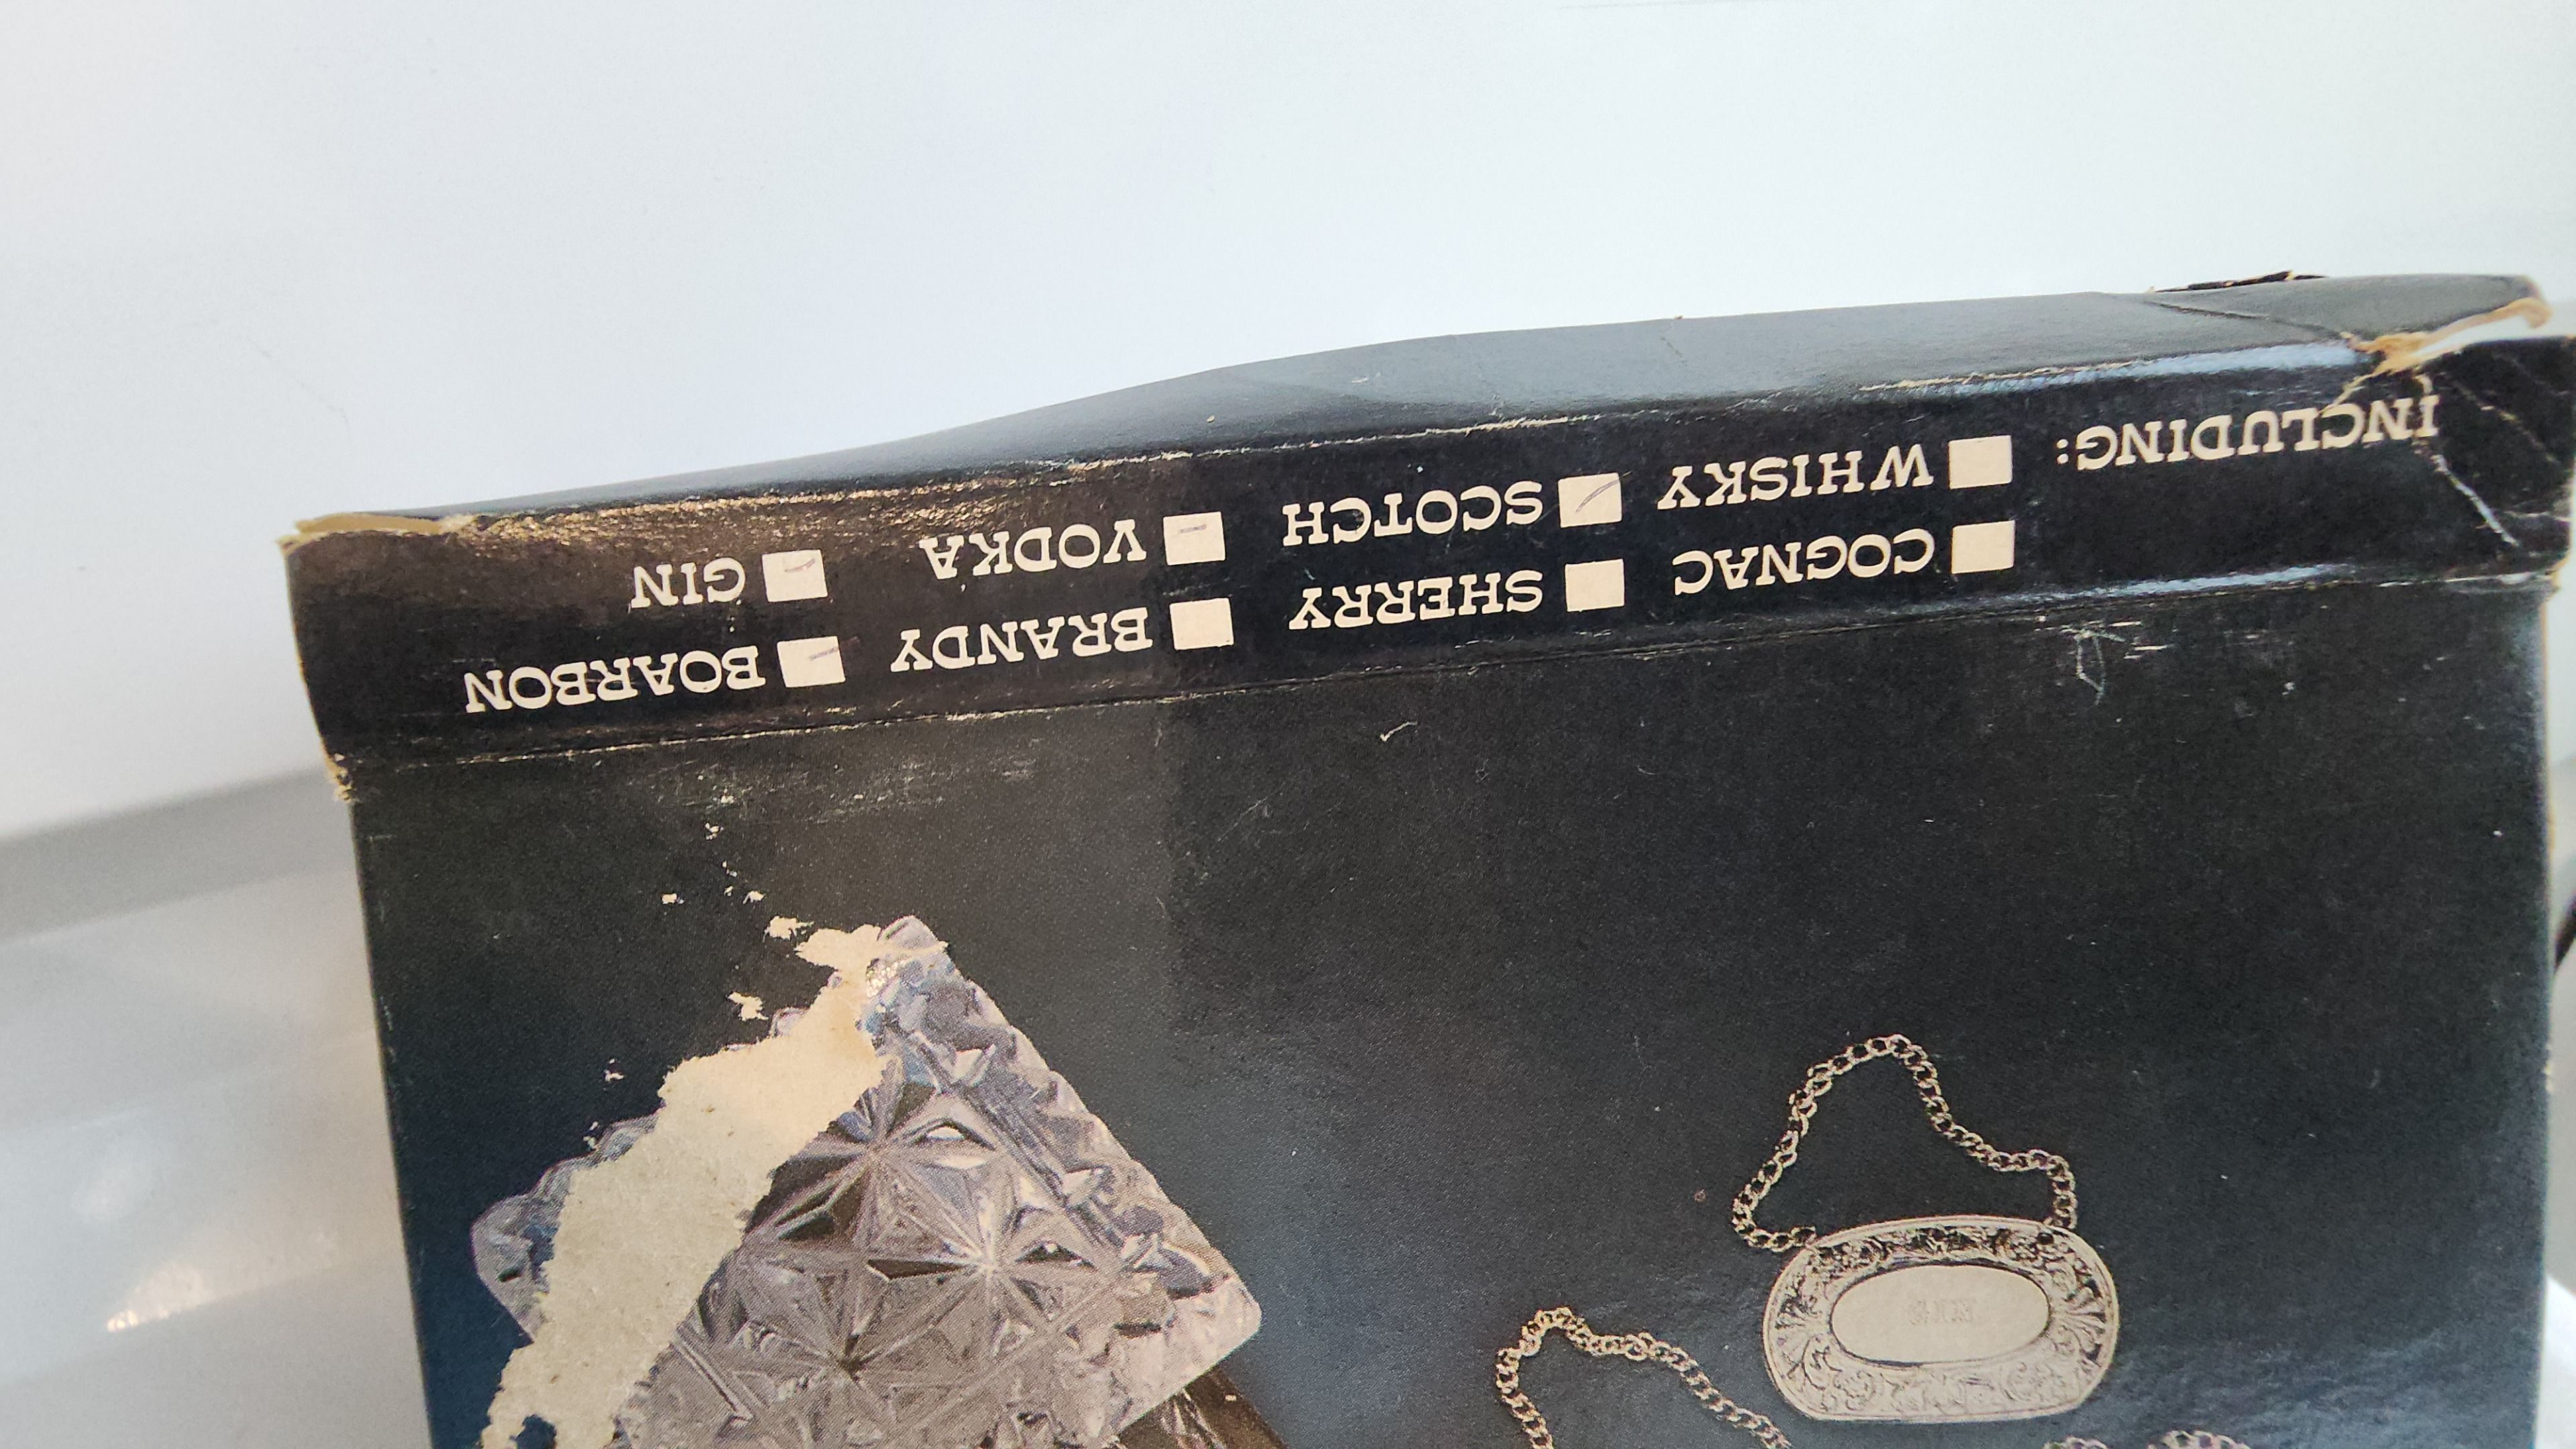 COGNAC SHERRY BRANDY BOARBON
INCLUDING: WHISKY SCOTCH VODKA GIN